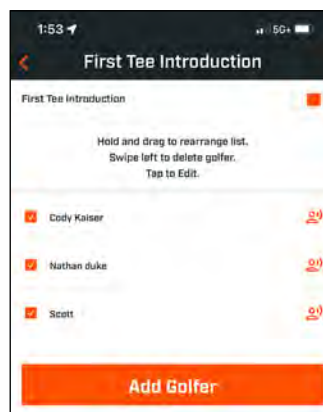 1:53
5G+
First Tee Introduction
First Tee Introduction
Hold and drag to rearrange list.
Swipe left to delete golfer.
Tap to Edit.
Cody Kaiser
Nathan duke
Scott
Add Golfer